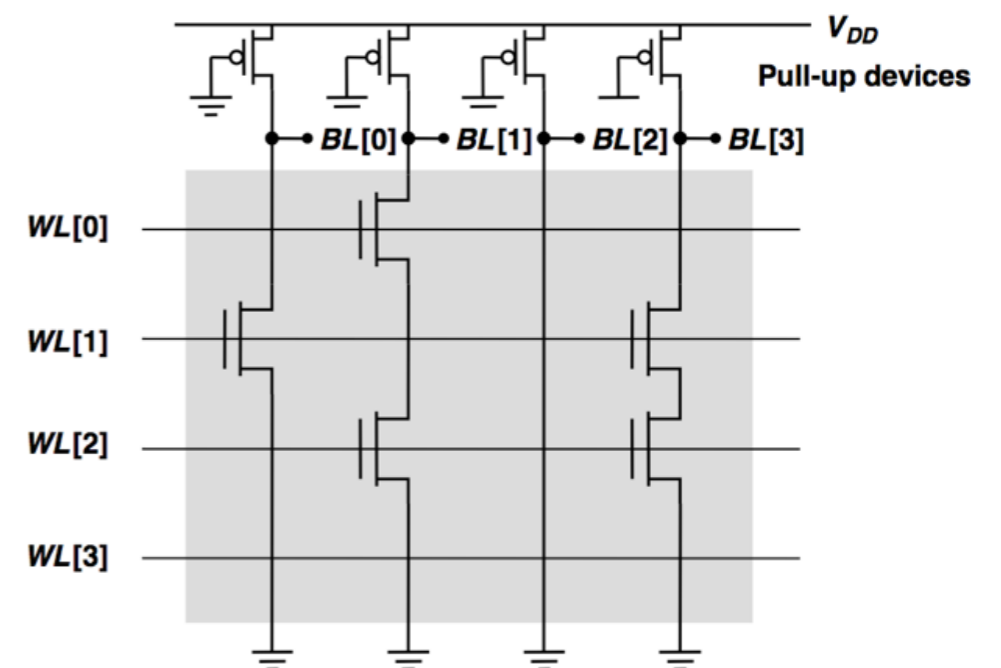 V_DD
Pull-up devices
BL[0] BL[1] BL[2] BL[3]
WL[0]
WL[1]
WL[2]
WL[3]